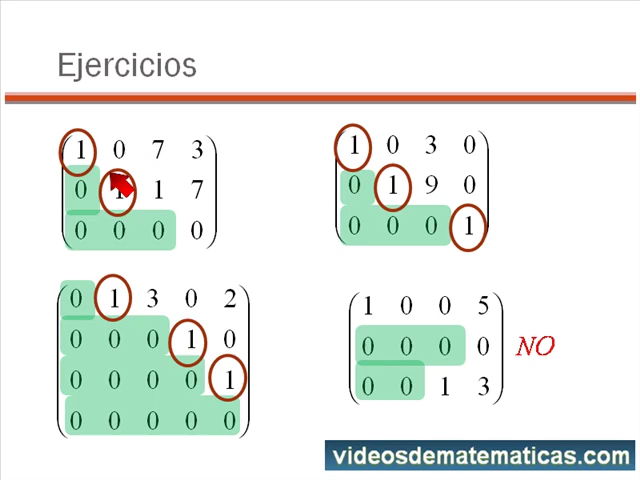 Ejercicios
1 0 7 3
0 1 1 7
0 0 0 0
1 0 3 0
0 1 9 0
0 0 0 1
0 1 3 0 2
0 0 0 1 0
0 0 0 0 1
0 0 0 0 0
1 0 0 5
0 0 0 0
0 0 1 3
NO
videosdematematicas.com